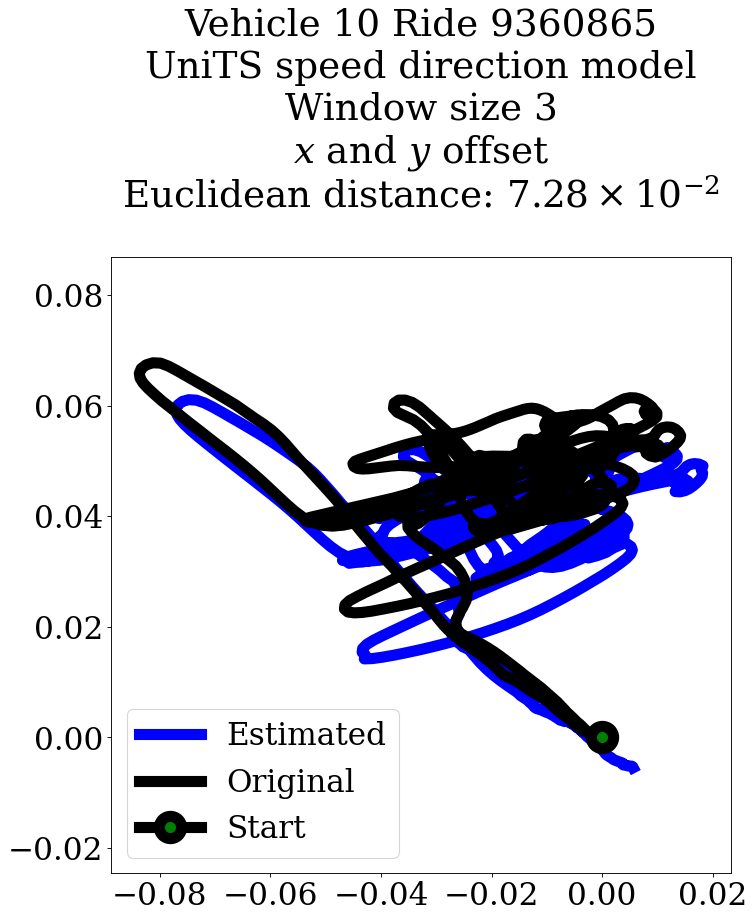 Vehicle 10 Ride 9360865
UniTS speed direction model
Window size 3
x and y offset
Euclidean distance: 7.28 × 10⁻²
0.08
0.06
0.04
0.02
0.00
−0.02
Estimated
Original
Start
−0.08 −0.06 −0.04 −0.02 0.00 0.02